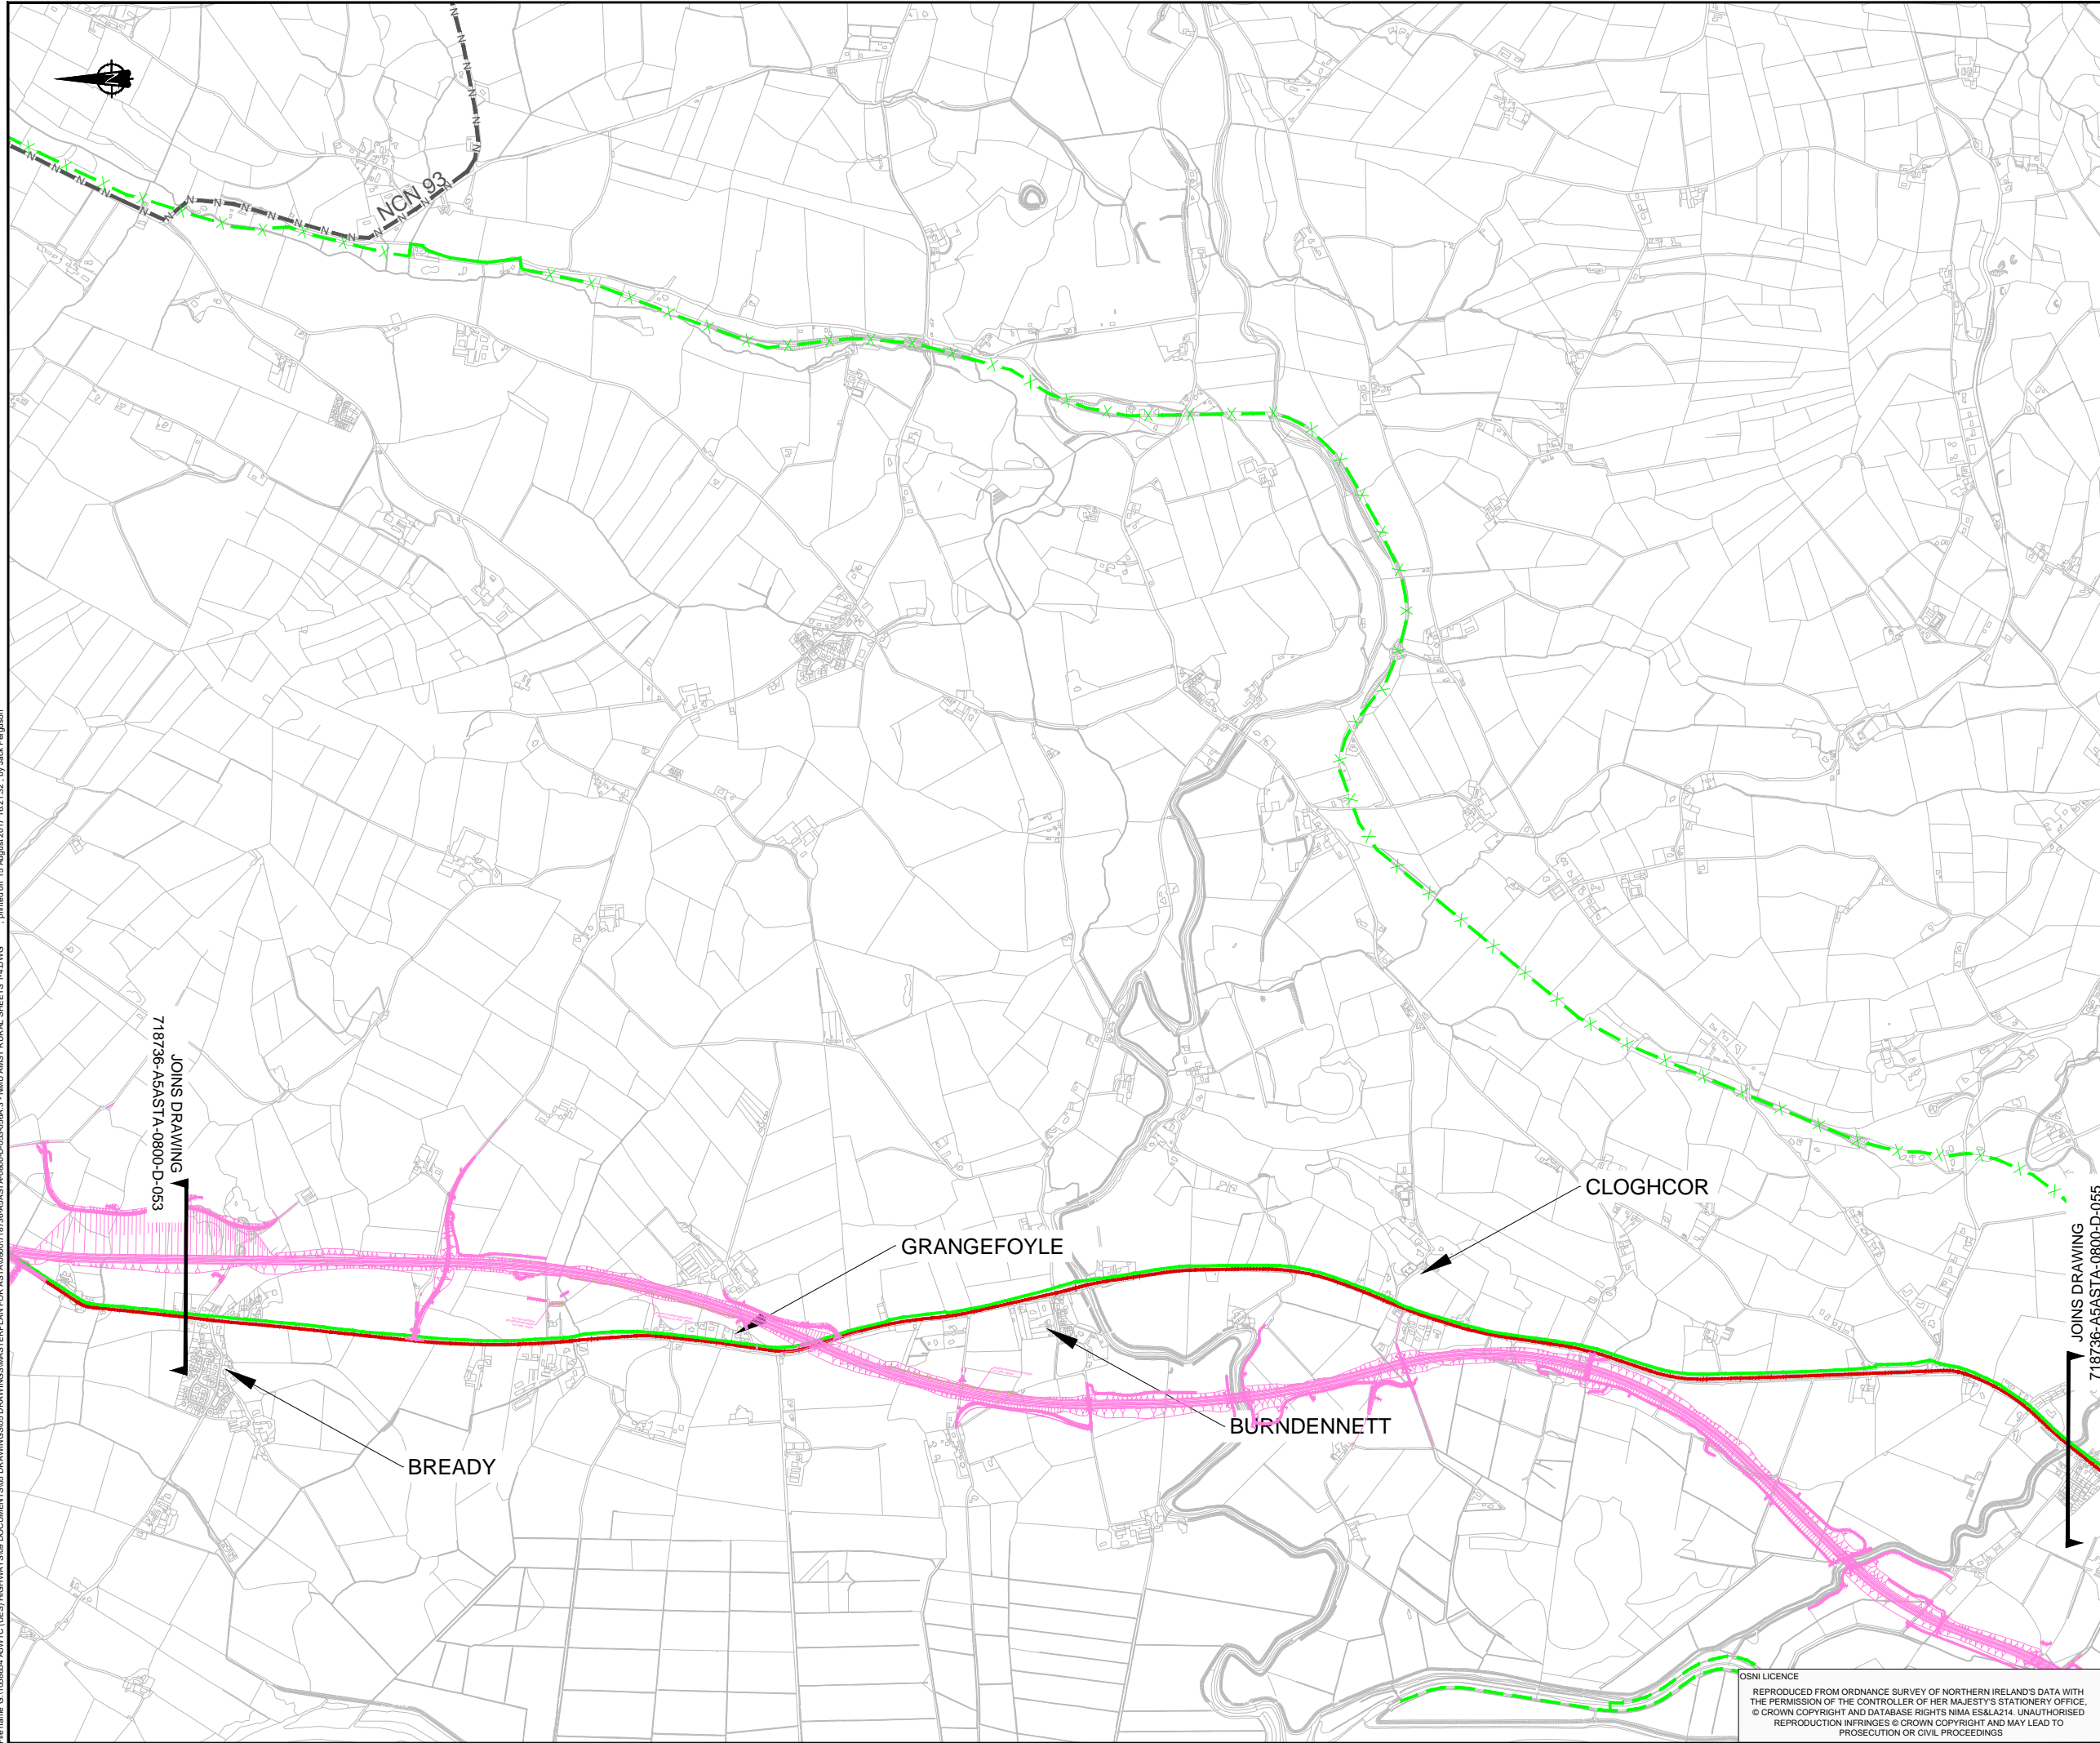 N
NCN 93
JOINS DRAWING
718736-A5ASTA-0800-D-053
CLOGHCOR
GRANGEFOYLE
JOINS DRAWING
718736-A5ASTA-0800-D-055
BURNDENNETT
BREADY
OSNI LICENCE
REPRODUCED FROM ORDNANCE SURVEY OF NORTHERN IRELAND'S DATA WITH
THE PERMISSION OF THE CONTROLLER OF HER MAJESTY'S STATIONERY OFFICE,
© CROWN COPYRIGHT AND DATABASE RIGHTS NIMA ES&LA214. UNAUTHORISED
REPRODUCTION INFRINGES © CROWN COPYRIGHT AND MAY LEAD TO
PROSECUTION OR CIVIL PROCEEDINGS